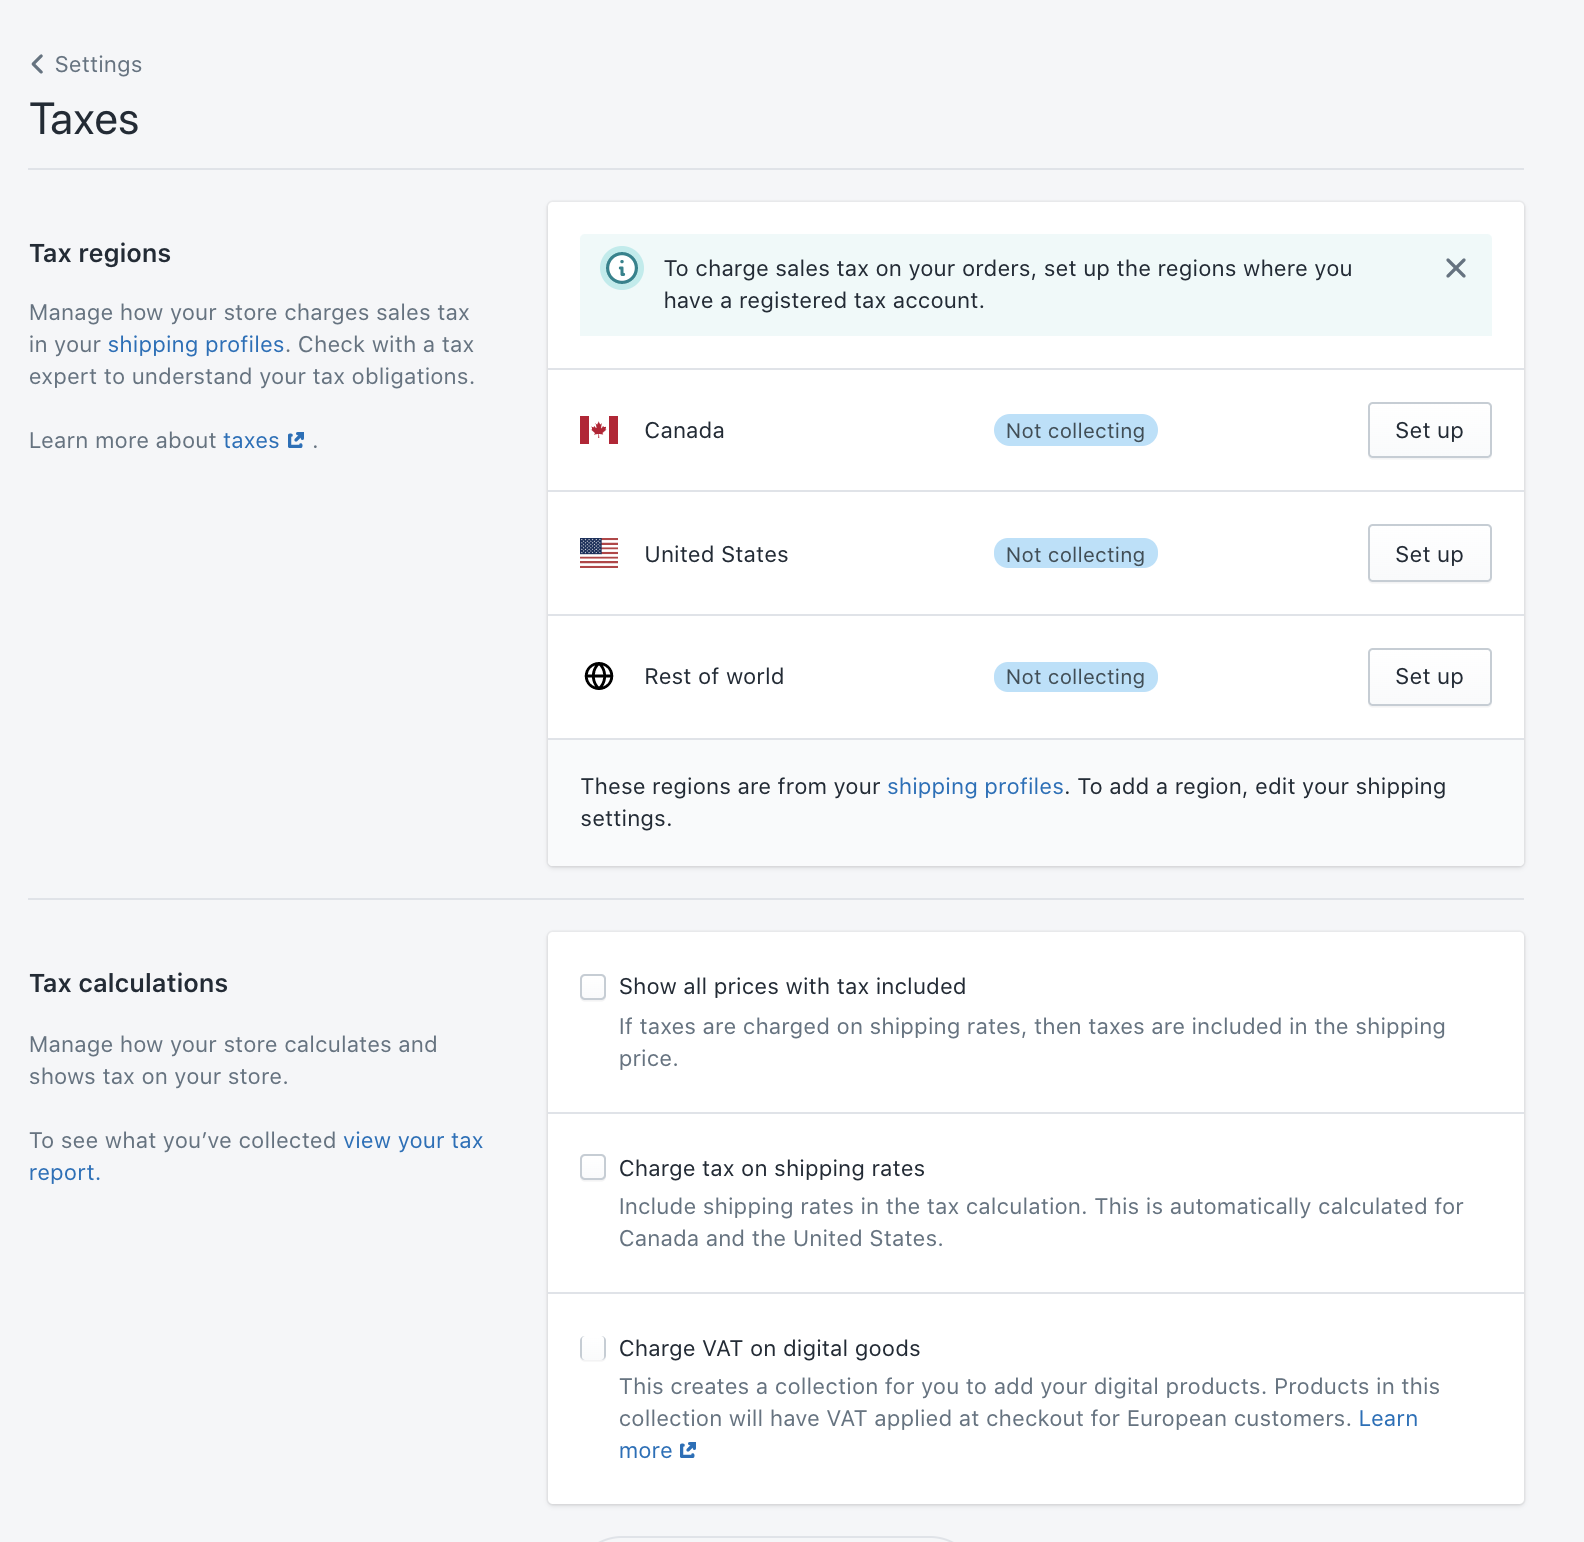 Settings
Taxes
Tax regions
Manage how your store charges sales tax
in your shipping profiles. Check with a tax
expert to understand your tax obligations.
Learn more about taxes .
To charge sales tax on your orders, set up the regions where you
have a registered tax account.
Canada Not collecting Set up
United States Not collecting Set up
Rest of world Not collecting Set up
These regions are from your shipping profiles. To add a region, edit your shipping
settings.
Tax calculations
Manage how your store calculates and
shows tax on your store.
To see what you’ve collected view your tax
report.
Show all prices with tax included
If taxes are charged on shipping rates, then taxes are included in the shipping
price.
Charge tax on shipping rates
Include shipping rates in the tax calculation. This is automatically calculated for
Canada and the United States.
Charge VAT on digital goods
This creates a collection for you to add your digital products. Products in this
collection will have VAT applied at checkout for European customers. Learn
more